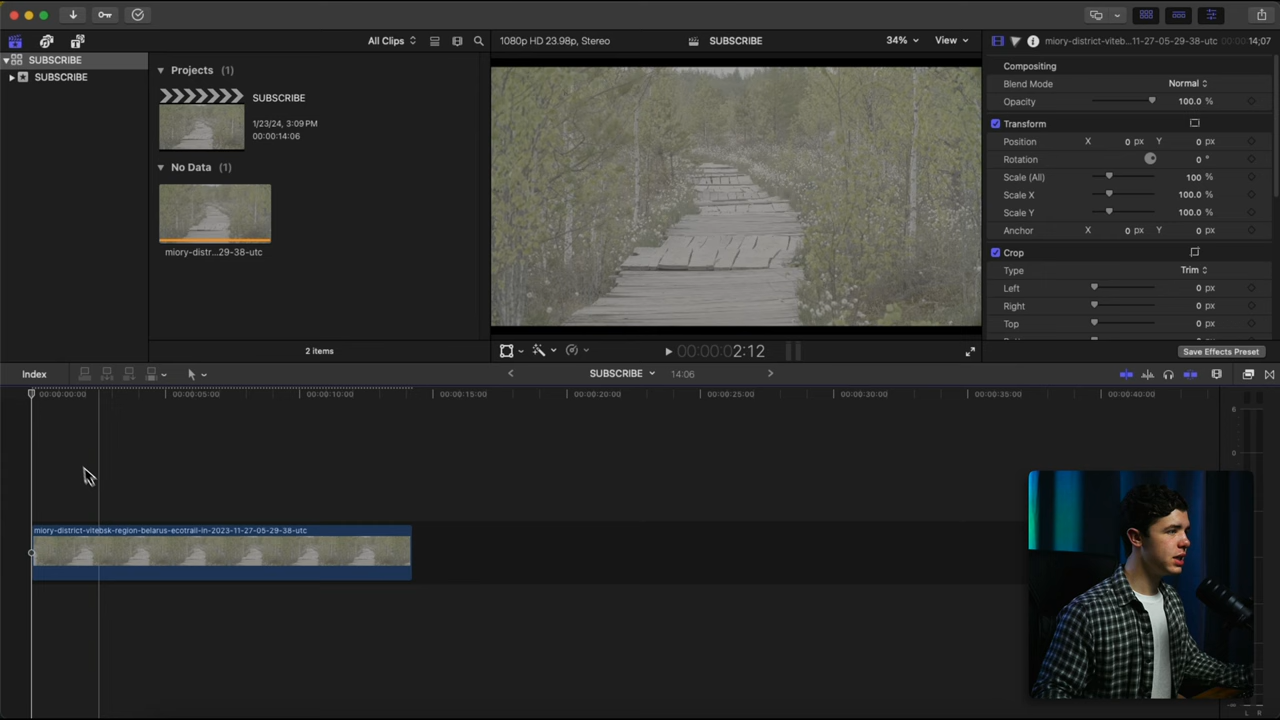 All Clips
1080p HD 23.98p, Stereo
SUBSCRIBE
34%
View
miory-district-viteb...11-27-05-29-38-utc
14;07
SUBSCRIBE
SUBSCRIBE
Projects (1)
SUBSCRIBE
1/23/24, 3:09 PM
00:00:14:06
No Data (1)
miory-distr...29-38-utc
2 items
2:12
Compositing
Blend Mode
Normal
Opacity
100.0 %
Transform
Position X 0 px Y 0 px
Rotation 0 °
Scale (All) 100 %
Scale X 100.0 %
Scale Y 100.0 %
Anchor X 0 px Y 0 px
Crop
Type Trim
Left 0 px
Right 0 px
Top 0 px
Save Effects Preset
Index
SUBSCRIBE
14:06
00:00:00:00
00:00:05:00
00:00:10:00
00:00:15:00
00:00:20:00
00:00:25:00
00:00:30:00
00:00:35:00
00:00:40:00
6
0
miory-district-vitebsk-region-belarus-ecotrail-in-2023-11-27-05-29-38-utc
L R